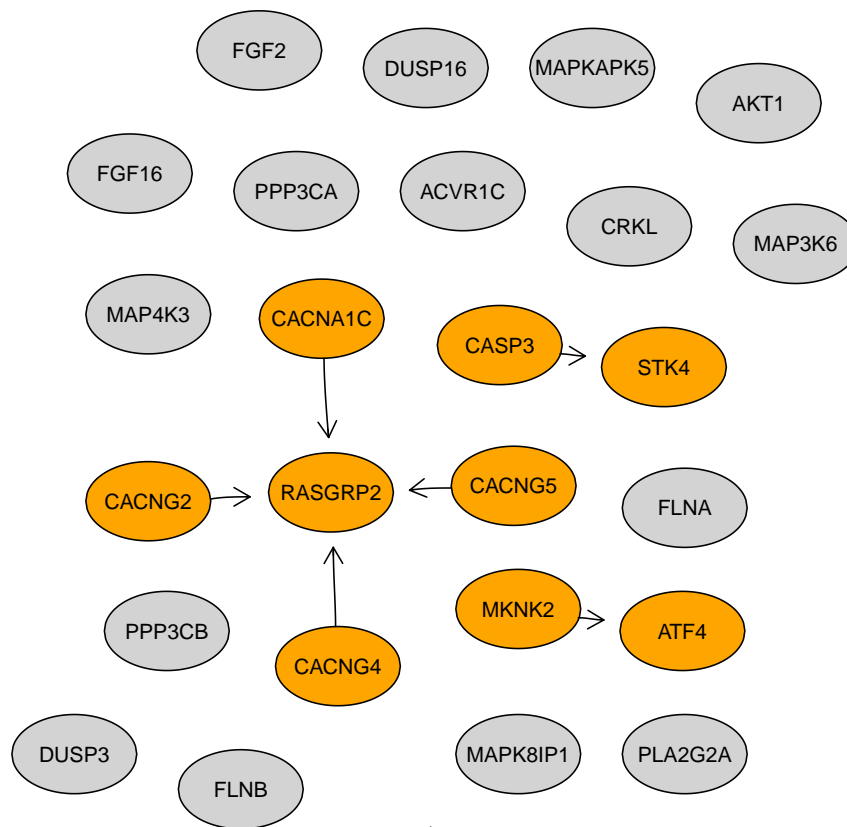 FGF2
DUSP16
MAPKAPK5
AKT1
FGF16
PPP3CA
ACVR1C
CRKL
MAP3K6
MAP4K3
CACNA1C
CASP3
STK4
CACNG2
RASGRP2
CACNG5
FLNA
PPP3CB
CACNG4
MKNK2
ATF4
DUSP3
FLNB
MAPK8IP1
PLA2G2A